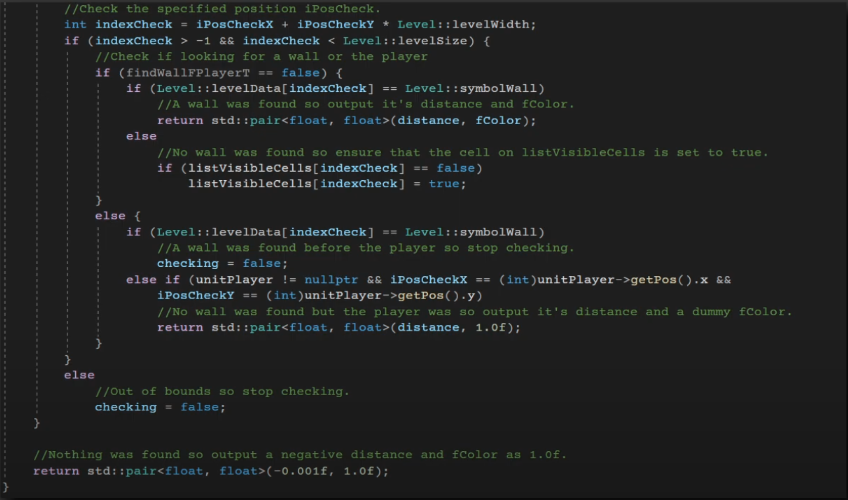 //Check the specified position iPosCheck.
int indexCheck = iPosCheckX + iPosCheckY * Level::levelWidth;
if (indexCheck > -1 && indexCheck < Level::levelSize) {
//Check if looking for a wall or the player
if (findWallFPlayerT == false) {
if (Level::levelData[indexCheck] == Level::symbolWall)
//A wall was found so output it's distance and fColor.
return std::pair<float, float>(distance, fColor);
else
//No wall was found so ensure that the cell on listVisibleCells is set to true.
if (listVisibleCells[indexCheck] == false)
listVisibleCells[indexCheck] = true;
}
else {
if (Level::levelData[indexCheck] == Level::symbolWall)
//A wall was found before the player so stop checking.
checking = false;
else if (unitPlayer != nullptr && iPosCheckX == (int)unitPlayer->getPos().x &&
iPosCheckY == (int)unitPlayer->getPos().y)
//No wall was found but the player was so output it's distance and a dummy fColor.
return std::pair<float, float>(distance, 1.0f);
}
}
else
//Out of bounds so stop checking.
checking = false;
}
//Nothing was found so output a negative distance and fColor as 1.0f.
return std::pair<float, float>(-0.001f, 1.0f);
}